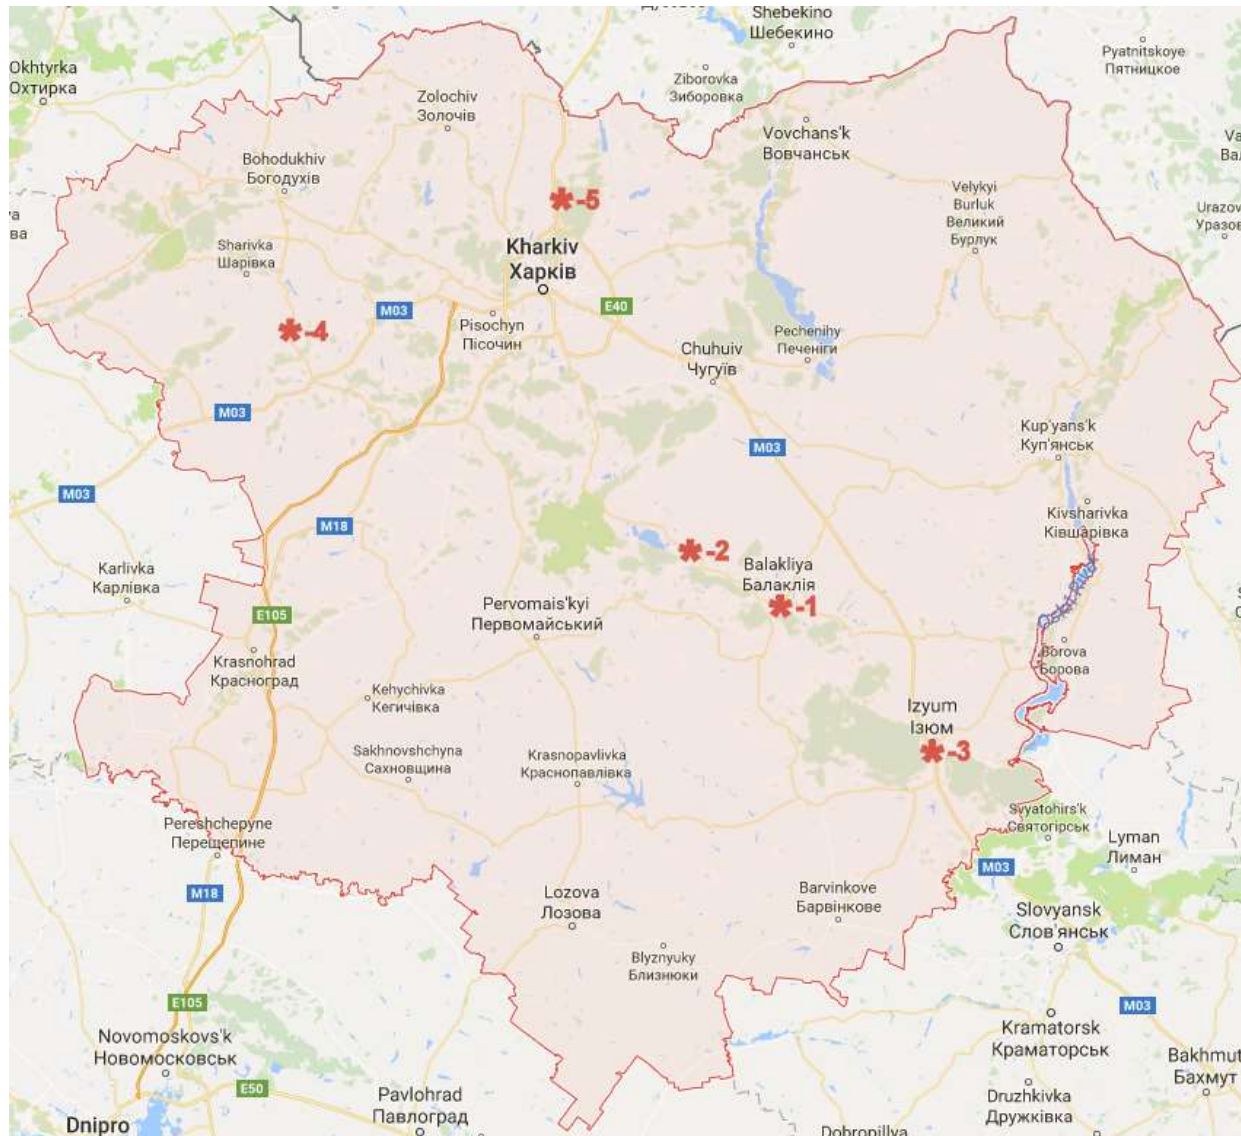 Shebekino
Шебекино
Okhtyrka
Охтирка
Pyatnitskoye
Пятницкое
Ziborovka
Зиборовка
Zolochiv
Золочів
Vovchans'k
Вовчанськ
Bohodukhiv
Богодухів
Velykyi
Burluk
Великий
Бурлук
*-5
Sharivka
Шарівка
Kharkiv
Харків
M03
E40
*-4
Pisochyn
Пісочин
Pechenihy
Печеніги
Chuhuiv
Чугуїв
M03
Kup'yans'k
Куп'янськ
M03
M03
Kivsharivka
Ківшарівка
M18
*-2
Balakliya
Балаклія
Karlivka
Карлівка
*-1
Pervomais'kyi
Первомайський
E105
Oskil River
Borova
Борова
Krasnohrad
Красноград
Kehychivka
Кегичівка
Izyum
Ізюм
*-3
Sakhnovshchyna
Сахновщина
Krasnopavlivka
Краснопавлівка
Svyatohirs'k
Святогірськ
Pereshchepyne
Перещепине
Lyman
Лиман
M03
M18
Lozova
Лозова
Barvinkove
Барвінкове
Slovyansk
Слов'янськ
Blyznyuky
Близнюки
E105
M03
Kramatorsk
Краматорськ
Novomoskovs'k
Новомосковськ
Bakhmut
Бахмут
E50
Pavlohrad
Павлоград
Druzhkivka
Дружківка
Dnipro
Dobropillya